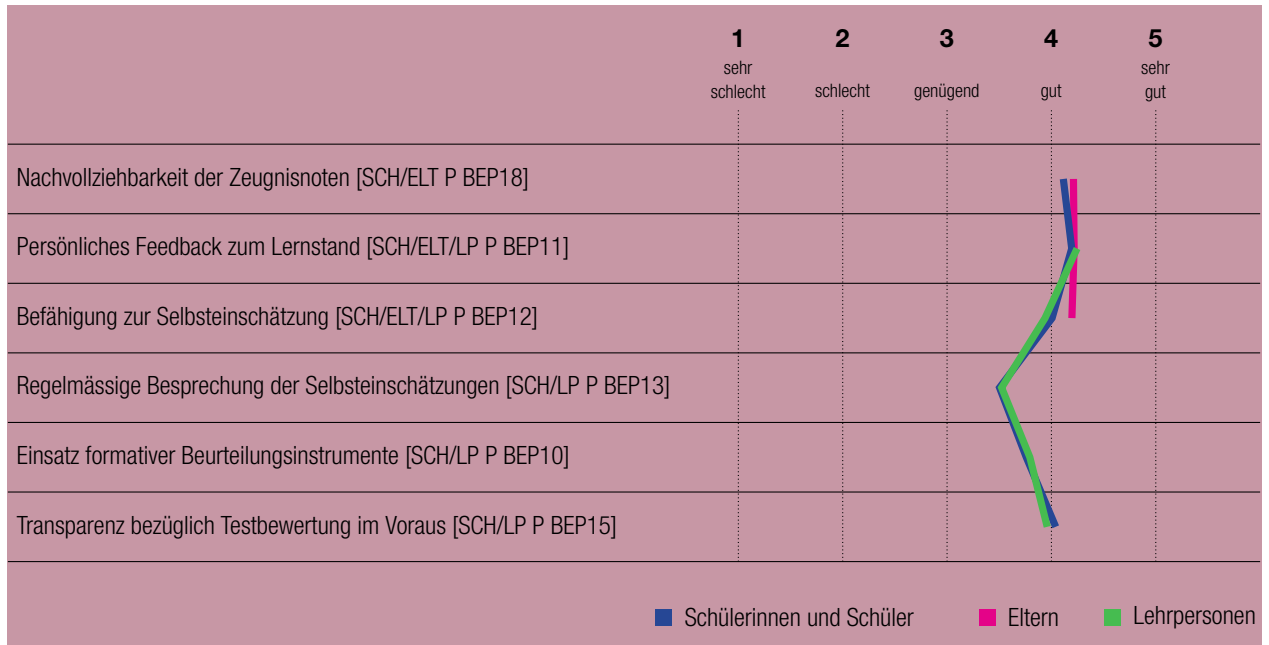 1 2 3 4 5
sehr schlecht schlecht genügend gut sehr gut
Nachvollziehbarkeit der Zeugnisnoten [SCH/ELT P BEP18]
Persönliches Feedback zum Lernstand [SCH/ELT/LP P BEP11]
Befähigung zur Selbsteinschätzung [SCH/ELT/LP P BEP12]
Regelmässige Besprechung der Selbsteinschätzungen [SCH/LP P BEP13]
Einsatz formativer Beurteilungsinstrumente [SCH/LP P BEP10]
Transparenz bezüglich Testbewertung im Voraus [SCH/LP P BEP15]
Schülerinnen und Schüler Eltern Lehrpersonen